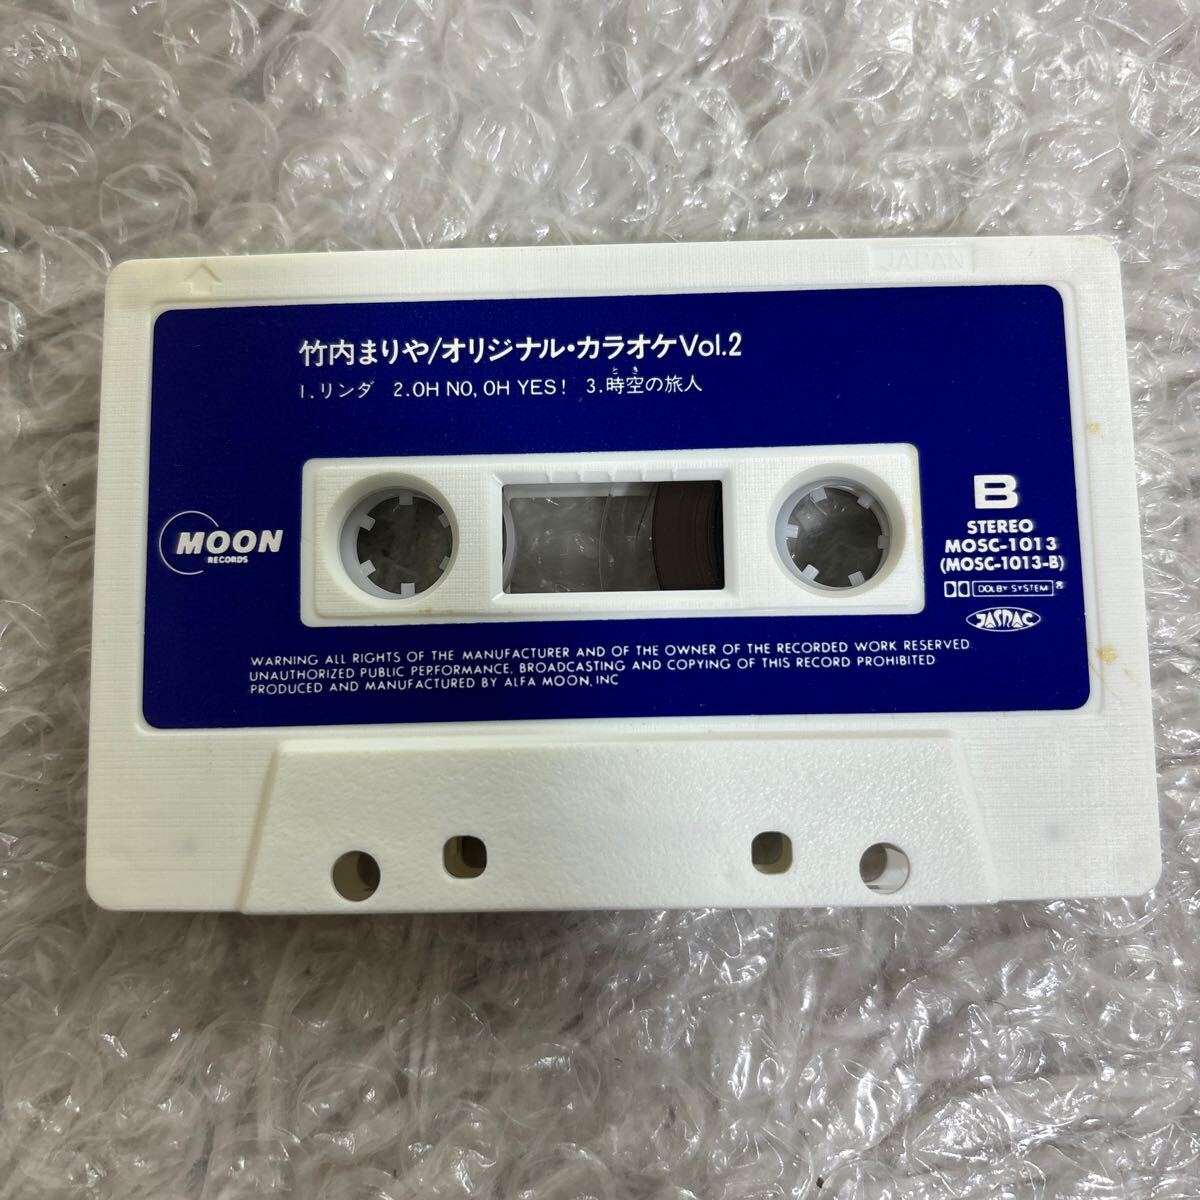 JAPAN
竹内まりや/オリジナル・カラオケVol.2
とき
1.リンダ 2.OH NO, OH YES! 3.時空の旅人
MOON
RECORDS
B
STEREO
MOSC-1013
(MOSC-1013-B)
DOLBY SYSTEM
JASRAC
WARNING ALL RIGHTS OF THE MANUFACTURER AND OF THE OWNER OF THE RECORDED WORK RESERVED.
UNAUTHORIZED PUBLIC PERFORMANCE, BROADCASTING AND COPYING OF THIS RECORD PROHIBITED
PRODUCED AND MANUFACTURED BY ALFA MOON, INC